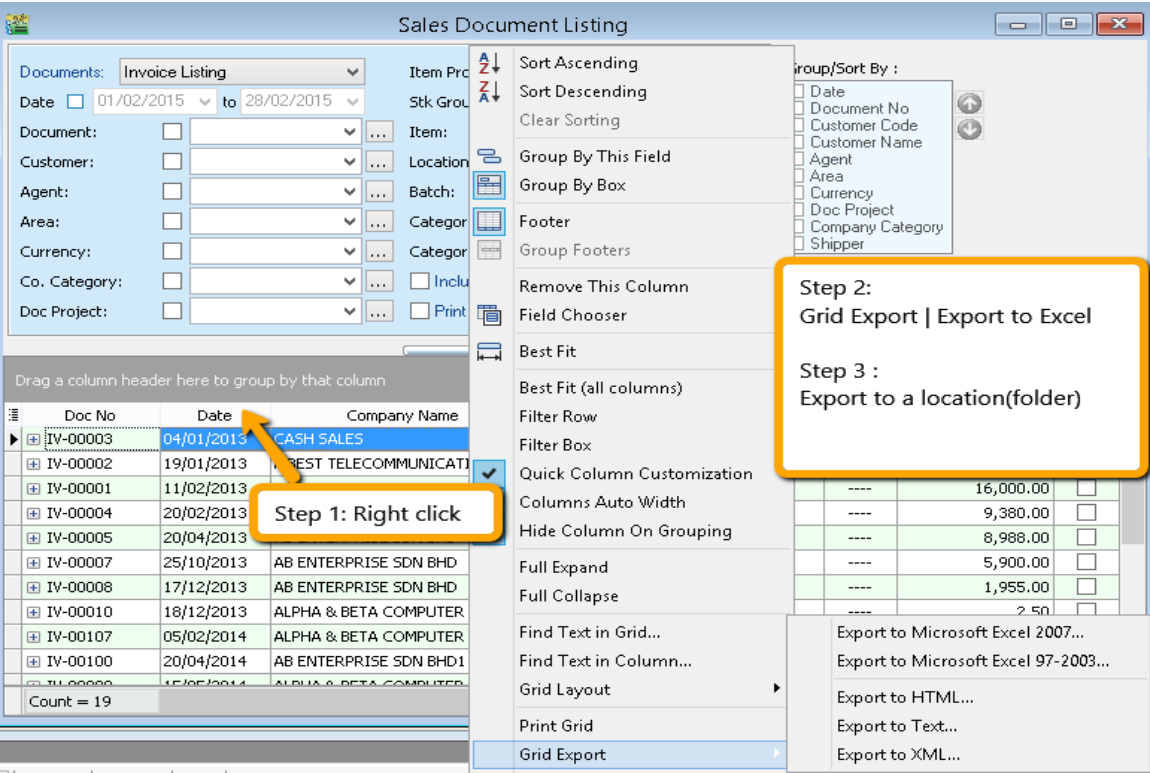 Sales Document Listing
Documents: Invoice Listing
Date 01/02/2015 to 28/02/2015
Document:
Customer:
Agent:
Area:
Currency:
Co. Category:
Doc Project:
Item Pro
Stk Grou
Item:
Location
Batch:
Categor
Categor
Inclu
Print
Sort Ascending
Sort Descending
Clear Sorting
Group By This Field
Group By Box
Footer
Group Footers
Remove This Column
Field Chooser
Best Fit
Best Fit (all columns)
Filter Row
Filter Box
Quick Column Customization
Columns Auto Width
Hide Column On Grouping
Full Expand
Full Collapse
Find Text in Grid...
Find Text in Column...
Grid Layout
Print Grid
Grid Export
Group/Sort By :
Date
Document No
Customer Code
Customer Name
Agent
Area
Currency
Doc Project
Company Category
Shipper
Step 2:
Grid Export | Export to Excel
Step 3 :
Export to a location(folder)
Drag a column header here to group by that column
Doc No Date Company Name
IV-00003 04/01/2013 CASH SALES
IV-00002 19/01/2013 BEST TELECOMMUNICATI
IV-00001 11/02/2013 ---- 16,000.00
IV-00004 20/02/2013 ---- 9,380.00
IV-00005 20/04/2013 ---- 8,988.00
IV-00007 25/10/2013 AB ENTERPRISE SDN BHD ---- 5,900.00
IV-00008 17/12/2013 AB ENTERPRISE SDN BHD ---- 1,955.00
IV-00010 18/12/2013 ALPHA & BETA COMPUTER ---- 2.50
IV-00107 05/02/2014 ALPHA & BETA COMPUTER
IV-00100 20/04/2014 AB ENTERPRISE SDN BHD1
Step 1: Right click
Count = 19
Export to Microsoft Excel 2007...
Export to Microsoft Excel 97-2003...
Export to HTML...
Export to Text...
Export to XML...